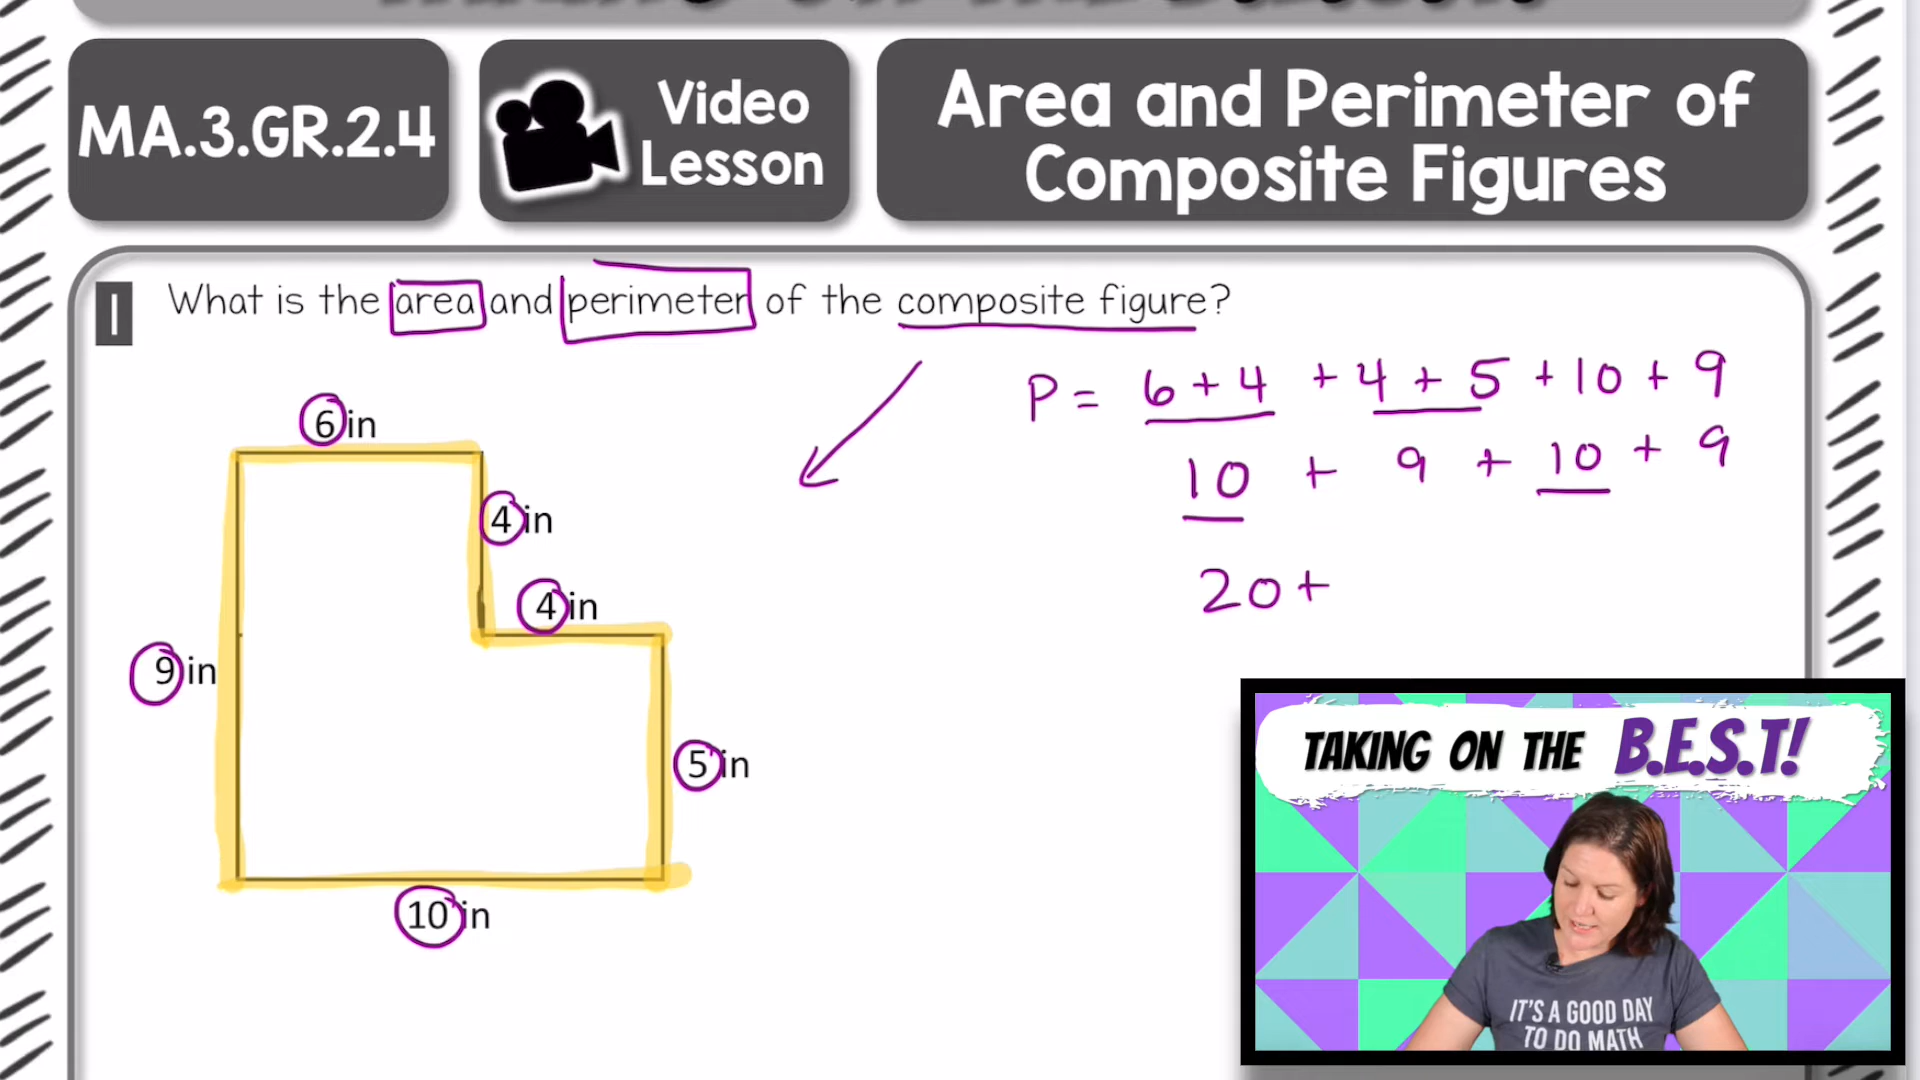 MA.3.GR.2.4
Video
Lesson
Area and Perimeter of
Composite Figures
1 What is the area and perimeter of the composite figure?
P = 6 + 4 + 4 + 5 + 10 + 9
10 + 9 + 10 + 9
20 +
6 in
4 in
4 in
9 in
5 in
10 in
TAKING ON THE B.E.S.T!
IT'S A GOOD DAY
TO DO MATH